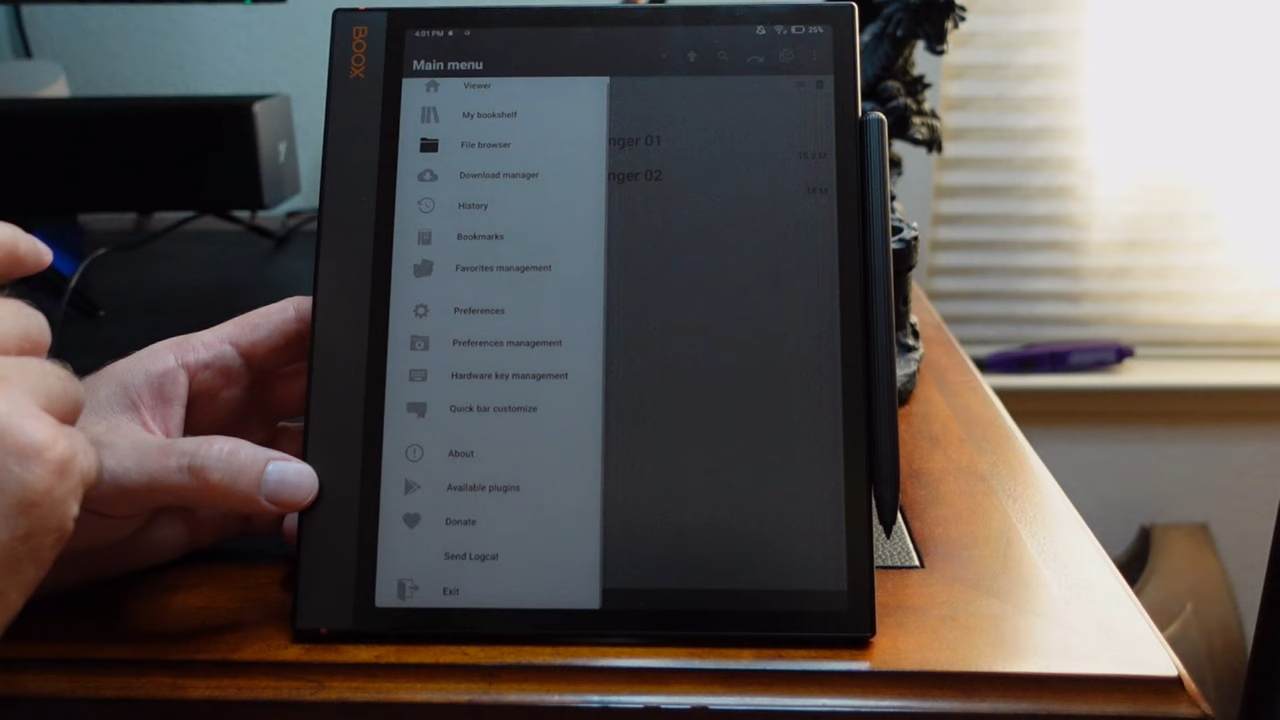 BOOX
4:01 PM
25%
Main menu
Viewer
My bookshelf
File browser
Download manager
History
Bookmarks
Favorites management
Preferences
Preferences management
Hardware key management
Quick bar customize
About
Available plugins
Donate
Send Logcat
Exit
nger 01
nger 02
18 M